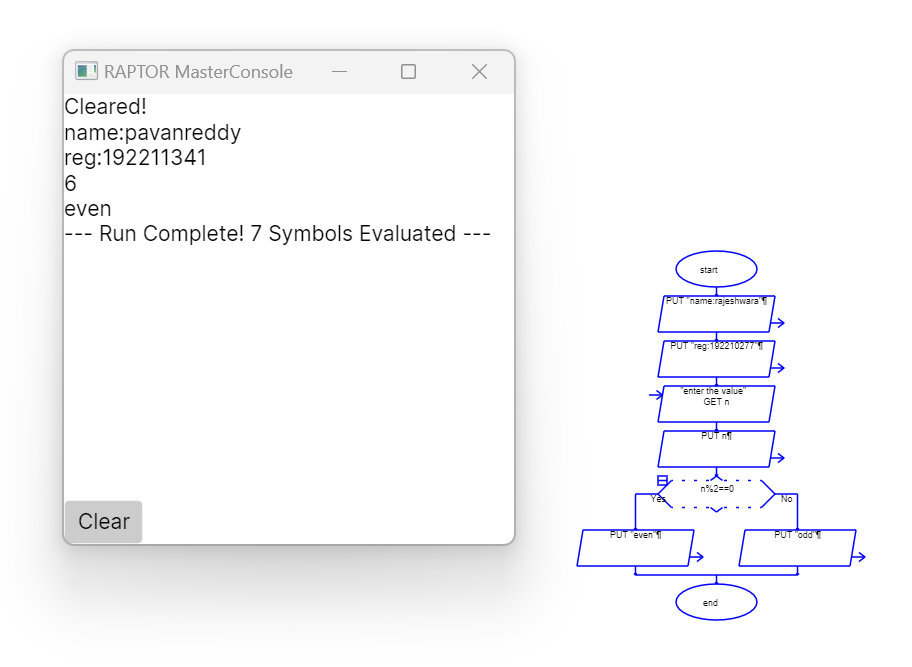 RAPTOR MasterConsole
Cleared!
name:pavanreddy
reg:192211341
6
even
--- Run Complete! 7 Symbols Evaluated ---
Clear
start
PUT "name:rajeshwara"¶
PUT "reg:192210277"¶
"enter the value"
GET n
PUT n¶
n%2==0
Yes
No
PUT "even"¶
PUT "odd"¶
end